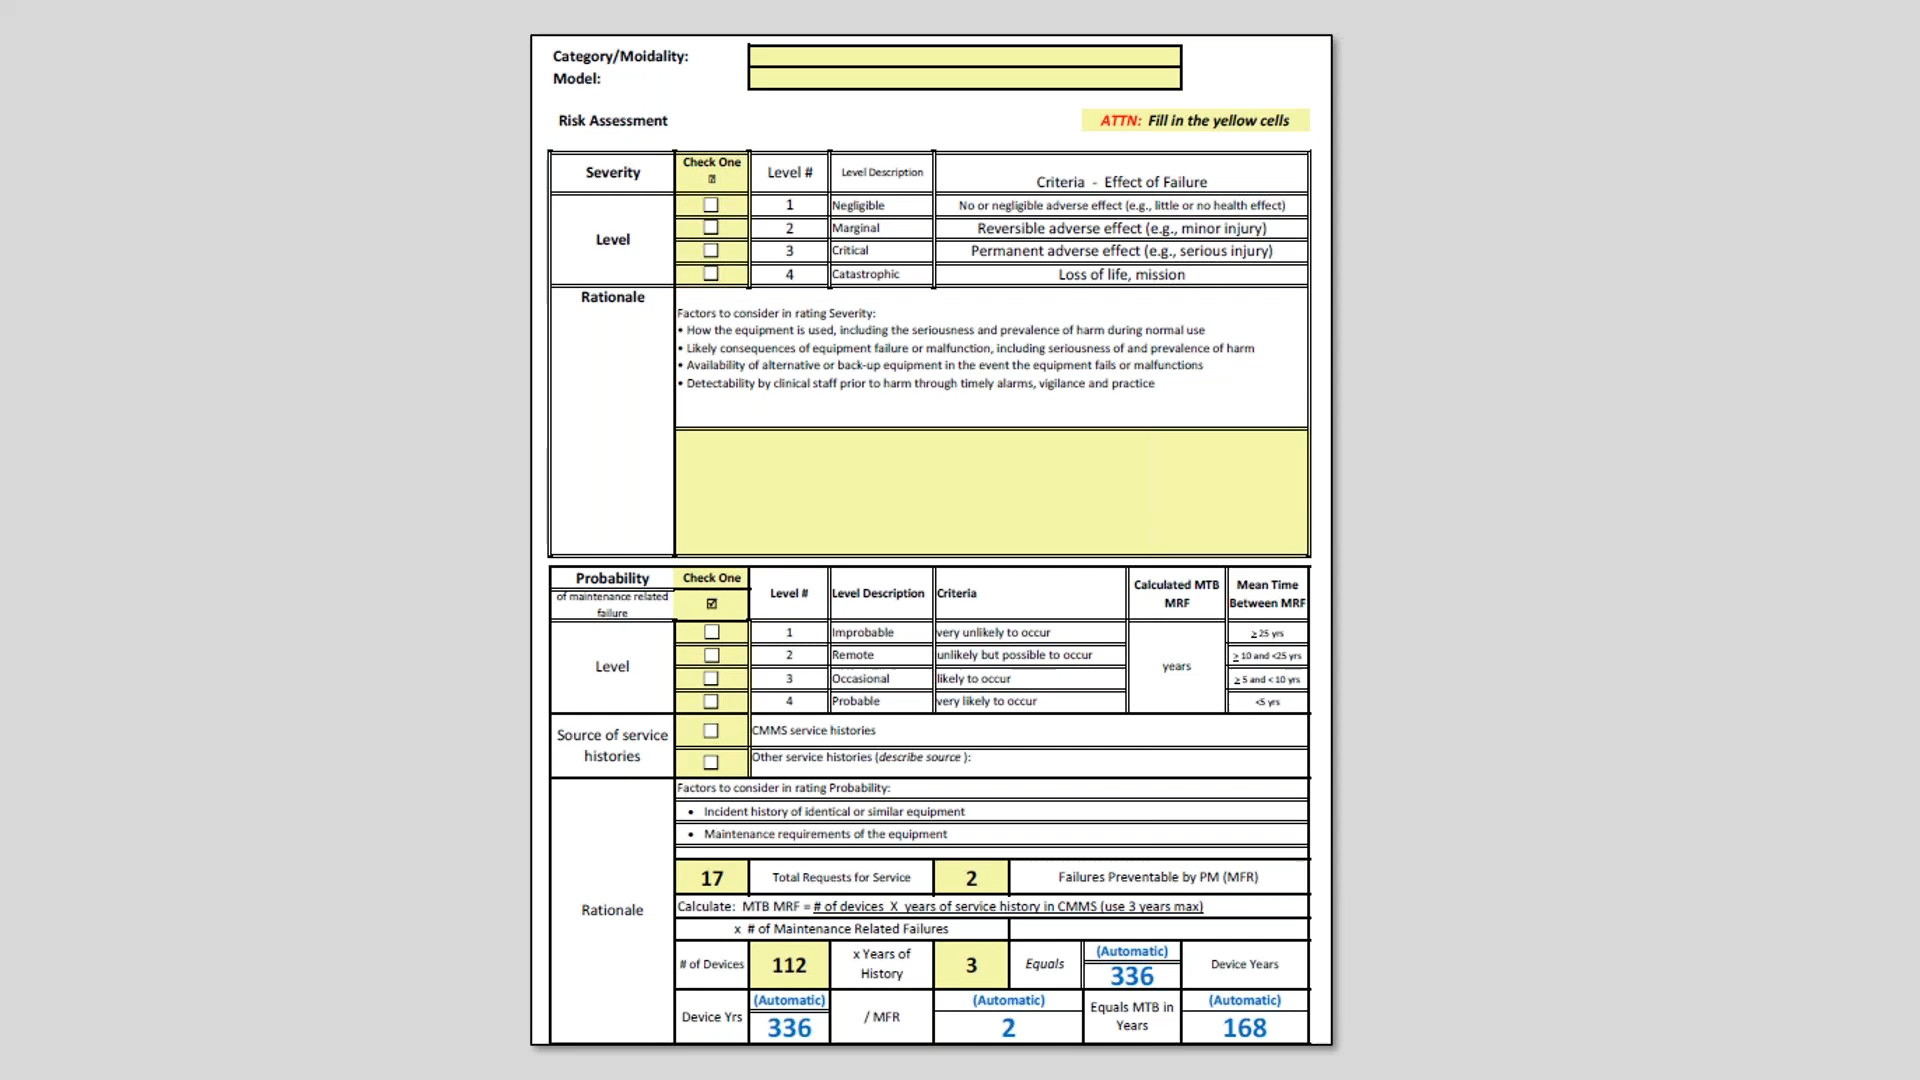 Category/Moidality:
Model:
Risk Assessment
ATTN: Fill in the yellow cells
Severity
Check One
Level #
Level Description
Criteria - Effect of Failure
Level
1 Negligible No or negligible adverse effect (e.g., little or no health effect)
2 Marginal Reversible adverse effect (e.g., minor injury)
3 Critical Permanent adverse effect (e.g., serious injury)
4 Catastrophic Loss of life, mission
Rationale
Factors to consider in rating Severity:
• How the equipment is used, including the seriousness and prevalence of harm during normal use
• Likely consequences of equipment failure or malfunction, including seriousness of and prevalence of harm
• Availability of alternative or back-up equipment in the event the equipment fails or malfunctions
• Detectability by clinical staff prior to harm through timely alarms, vigilance and practice
Probability
of maintenance related
failure
Check One
☑
Level #
Level Description
Criteria
Calculated MTB
MRF
Mean Time
Between MRF
Level
1 Improbable very unlikely to occur ≥ 25 yrs
2 Remote unlikely but possible to occur ≥ 10 and <25 yrs
years
3 Occasional likely to occur ≥ 5 and < 10 yrs
4 Probable very likely to occur <5 yrs
Source of service
histories
CMMS service histories
Other service histories (describe source ):
Rationale
Factors to consider in rating Probability:
• Incident history of identical or similar equipment
• Maintenance requirements of the equipment
17 Total Requests for Service 2 Failures Preventable by PM (MFR)
Calculate: MTB MRF = # of devices X years of service history in CMMS (use 3 years max)
x # of Maintenance Related Failures
# of Devices
112
x Years of
History
3
Equals
(Automatic)
336
Device Years
Device Yrs
(Automatic)
336
/ MFR
(Automatic)
2
Equals MTB in
Years
(Automatic)
168